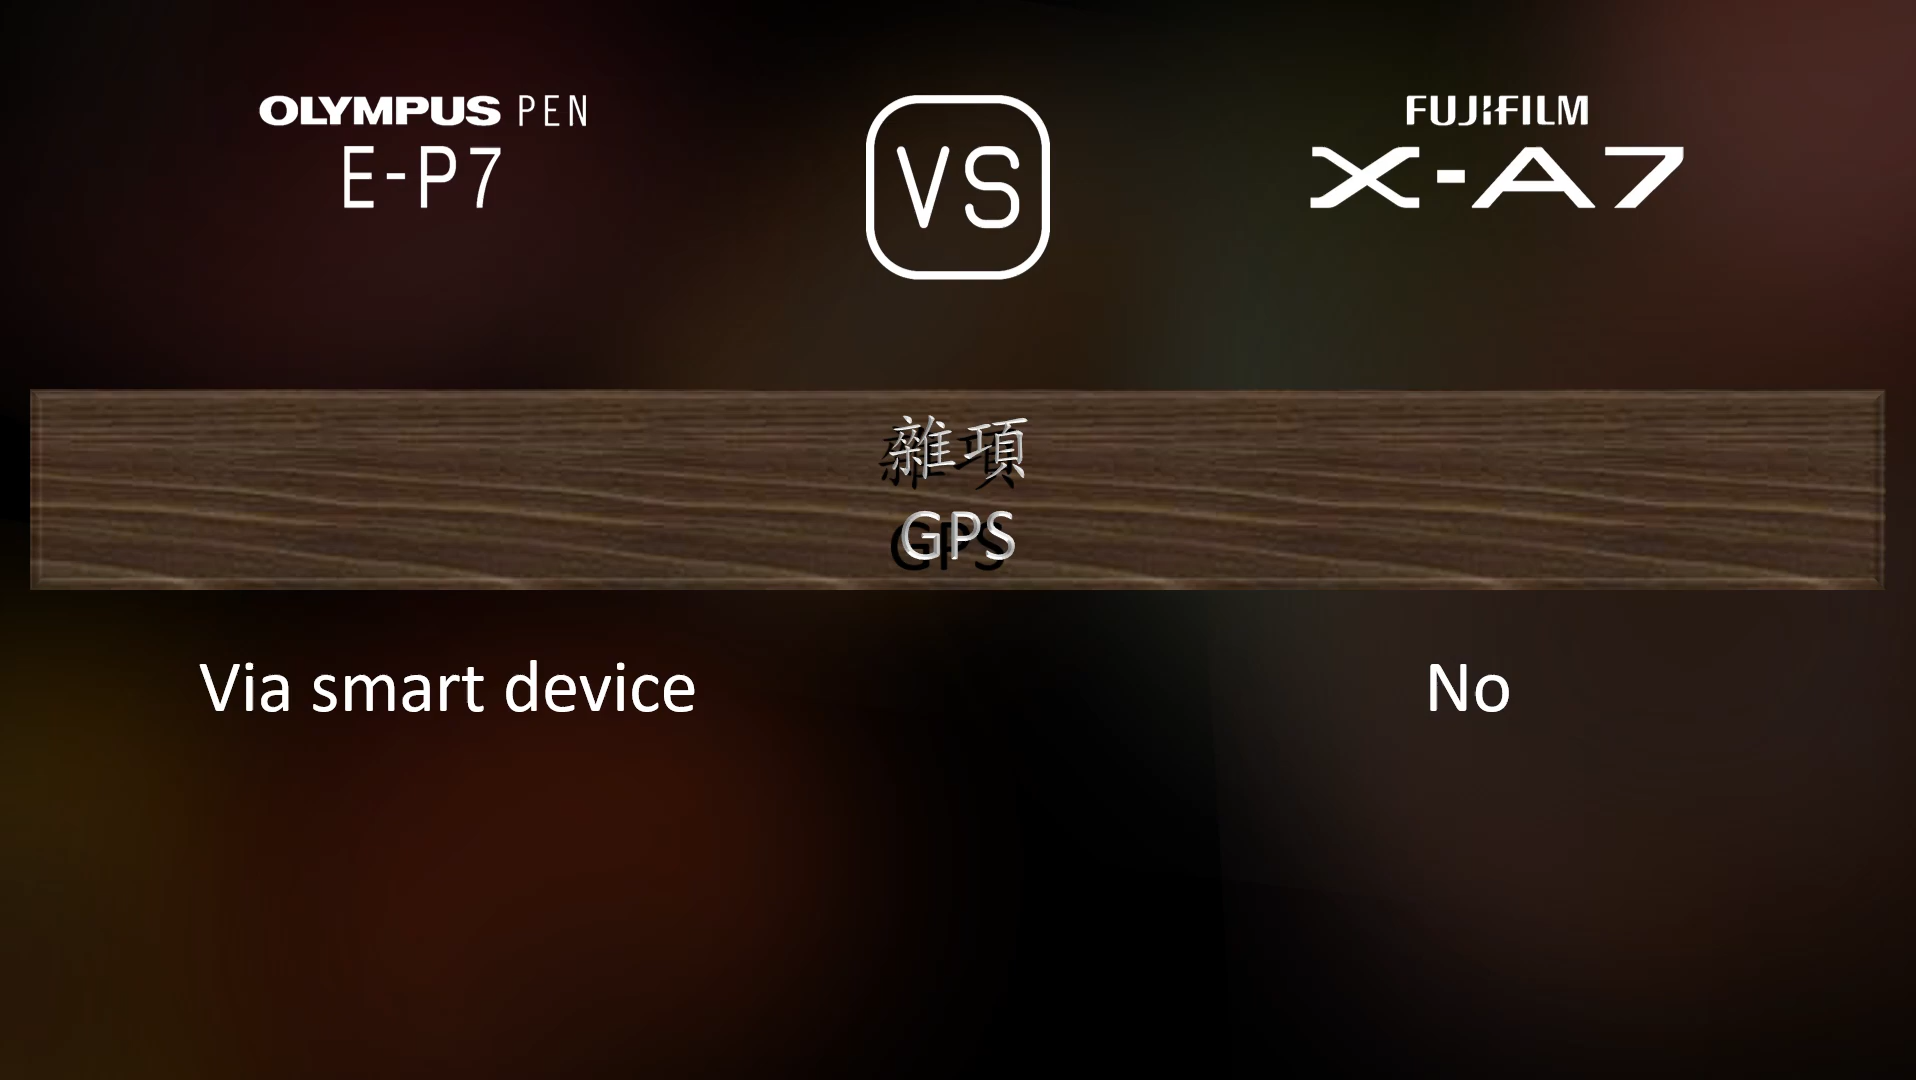 OLYMPUS PEN
E-P7
VS
FUJIFILM
X-A7
雜項
GPS
Via smart device
No